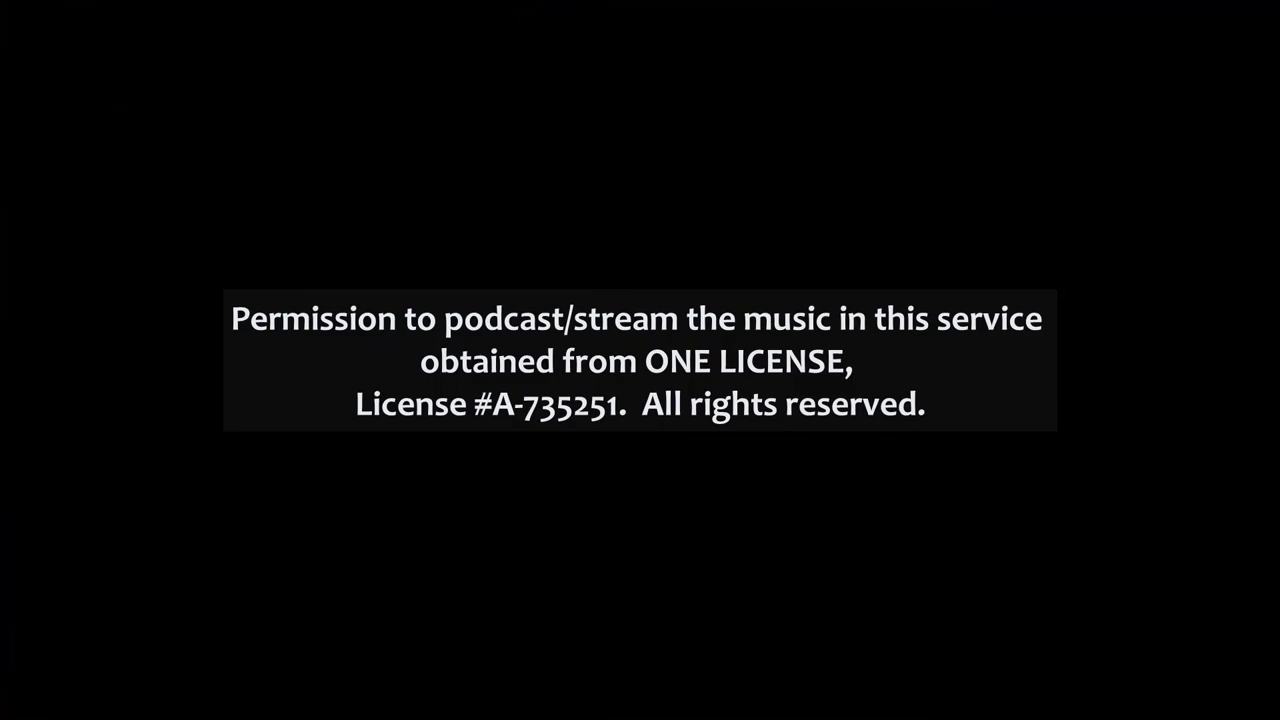 Permission to podcast/stream the music in this service
obtained from ONE LICENSE,
License #A-735251.  All rights reserved.